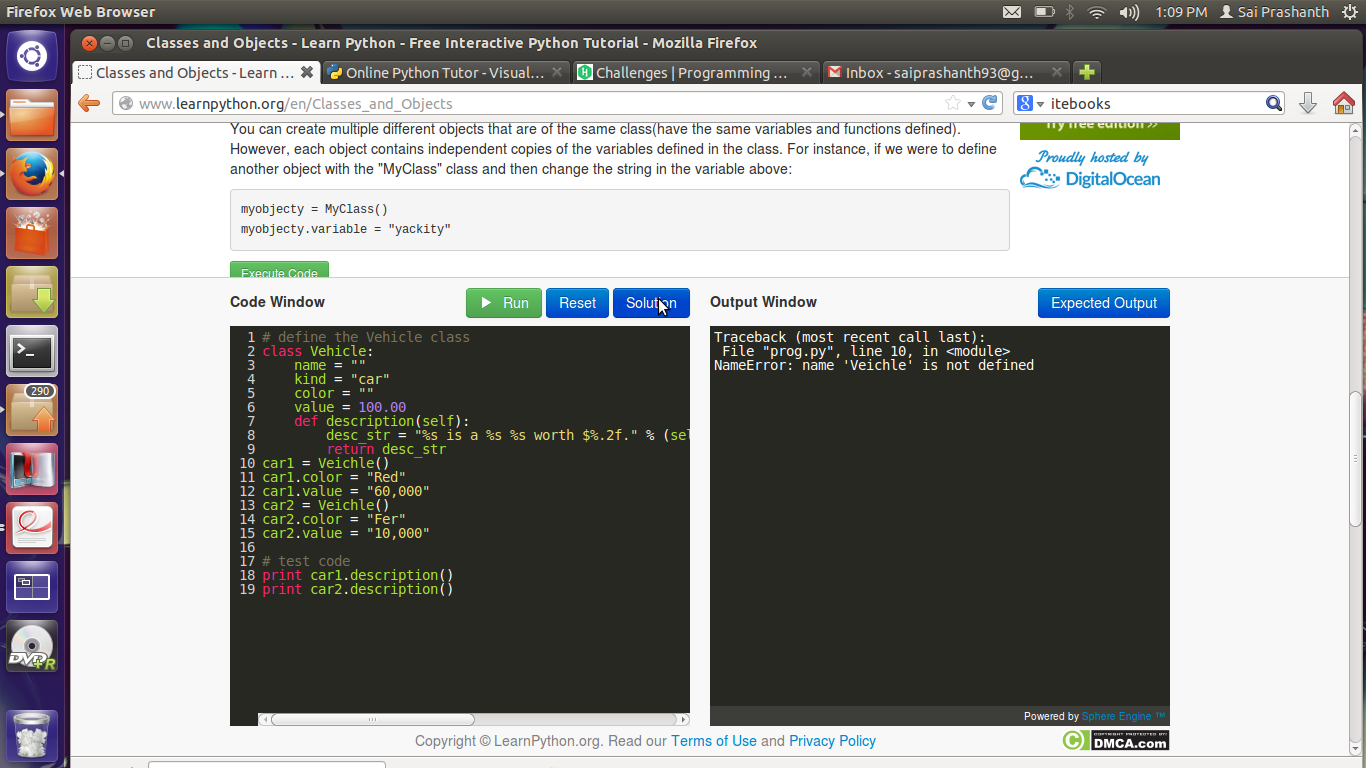 Firefox Web Browser
1:09 PM
Sai Prashanth
Classes and Objects - Learn Python - Free Interactive Python Tutorial - Mozilla Firefox
Classes and Objects - Learn ...
Online Python Tutor - Visual...
Challenges | Programming ...
Inbox - saiprashanth93@g...
www.learnpython.org/en/Classes_and_Objects
itebooks
You can create multiple different objects that are of the same class(have the same variables and functions defined).
However, each object contains independent copies of the variables defined in the class. For instance, if we were to define
another object with the "MyClass" class and then change the string in the variable above:
Try free edition >>
Proudly hosted by
DigitalOcean
myobjecty = MyClass()
myobjecty.variable = "yackity"
Execute Code
Code Window
Run
Reset
Solution
Output Window
Expected Output
1 # define the Vehicle class
2 class Vehicle:
3     name = ""
4     kind = "car"
5     color = ""
6     value = 100.00
7     def description(self):
8         desc_str = "%s is a %s %s worth $%.2f." % (sel
9         return desc_str
10 car1 = Veichle()
11 car1.color = "Red"
12 car1.value = "60,000"
13 car2 = Veichle()
14 car2.color = "Fer"
15 car2.value = "10,000"
16
17 # test code
18 print car1.description()
19 print car2.description()
Traceback (most recent call last):
 File "prog.py", line 10, in <module>
NameError: name 'Veichle' is not defined
Powered by Sphere Engine ™
Copyright © LearnPython.org. Read our Terms of Use and Privacy Policy
COPYRIGHT PROTECTED BY:
DMCA.com
290
DVD+R